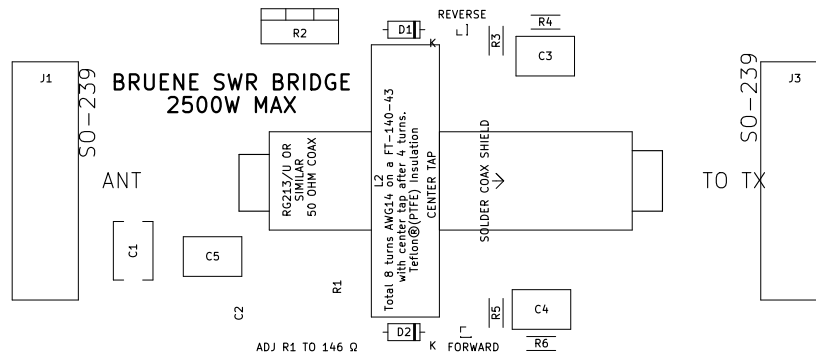 REVERSE
R4
D1
K
R2
R3
C3
J1
SO-239
BRUENE SWR BRIDGE
2500W MAX
J3
SO-239
RG213/U OR
SIMILAR
50 OHM COAX
L2
Total 8 turns AWG14 on a FT-140-43
with center tap after 4 turns.
Teflon®(PTFE) Insulation
CENTER TAP
SOLDER COAX SHIELD
ANT
TO TX
C1
C5
R1
C2
R5
C4
D2
K
FORWARD
R6
ADJ R1 TO 146 Ω